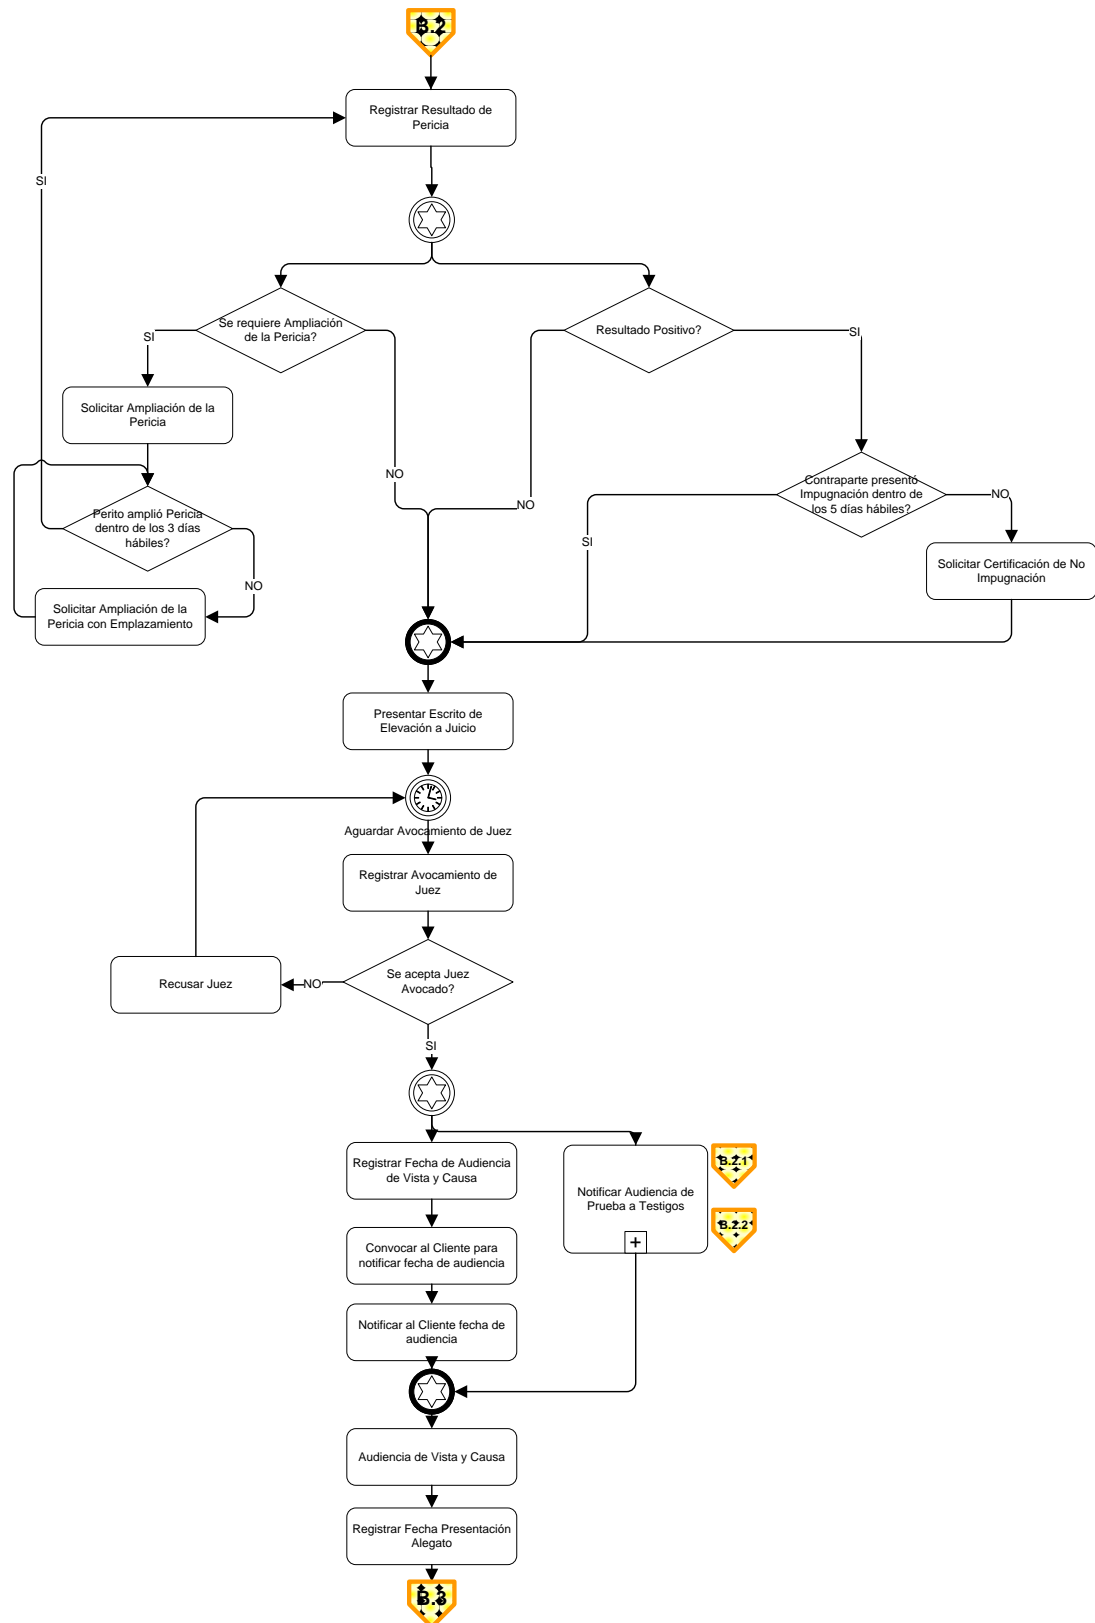 B.2
Registrar Resultado de
Pericia
SI
Se requiere Ampliación
de la Pericia?
Resultado Positivo?
SI
SI
Solicitar Ampliación de la
Pericia
NO
NO
Contraparte presentó
Impugnación dentro de
los 5 días hábiles?
NO
Perito amplió Pericia
dentro de los 3 días
hábiles?
SI
Solicitar Certificación de No
Impugnación
NO
Solicitar Ampliación de la
Pericia con Emplazamiento
Presentar Escrito de
Elevación a Juicio
Aguardar Avocamiento de Juez
Registrar Avocamiento de
Juez
Se acepta Juez
Avocado?
Recusar Juez
NO
SI
Registrar Fecha de Audiencia
de Vista y Causa
B.2.1
Notificar Audiencia de
Prueba a Testigos
B.2.2
Convocar al Cliente para
notificar fecha de audiencia
Notificar al Cliente fecha de
audiencia
Audiencia de Vista y Causa
Registrar Fecha Presentación
Alegato
B.3